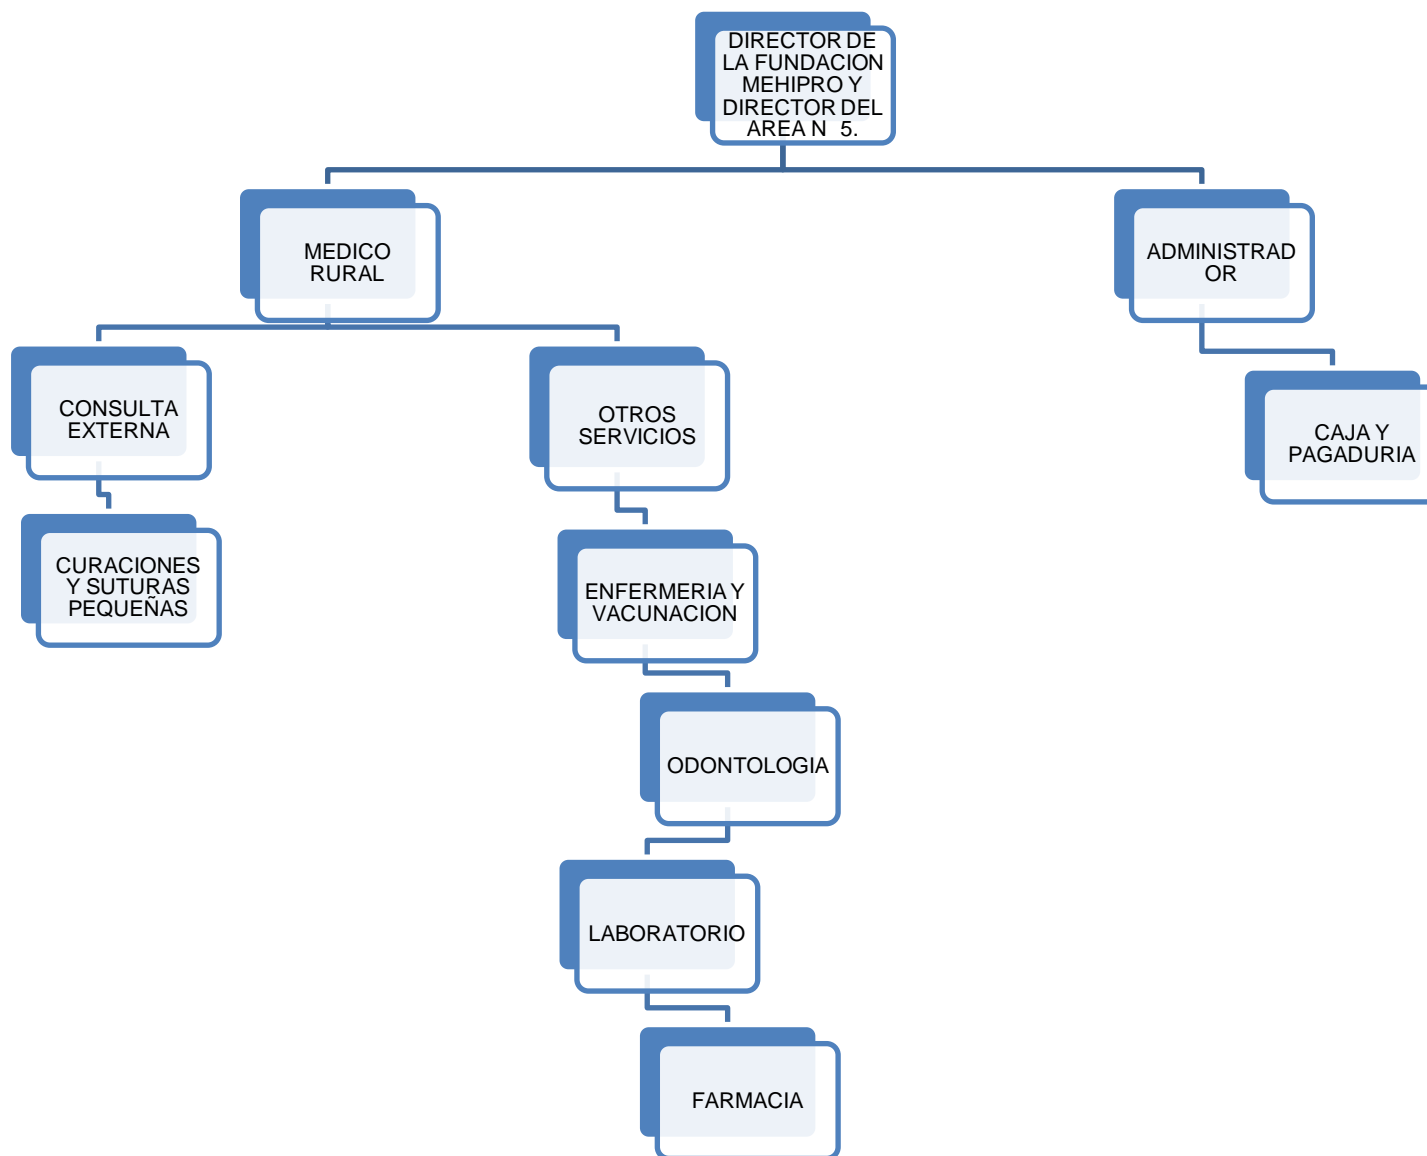 DIRECTOR DE
LA FUNDACION
MEHIPRO Y
DIRECTOR DEL
AREA N 5.
MEDICO
RURAL
ADMINISTRAD
OR
CONSULTA
EXTERNA
OTROS
SERVICIOS
CAJA Y
PAGADURIA
CURACIONES
Y SUTURAS
PEQUEÑAS
ENFERMERIA Y
VACUNACION
ODONTOLOGIA
LABORATORIO
FARMACIA